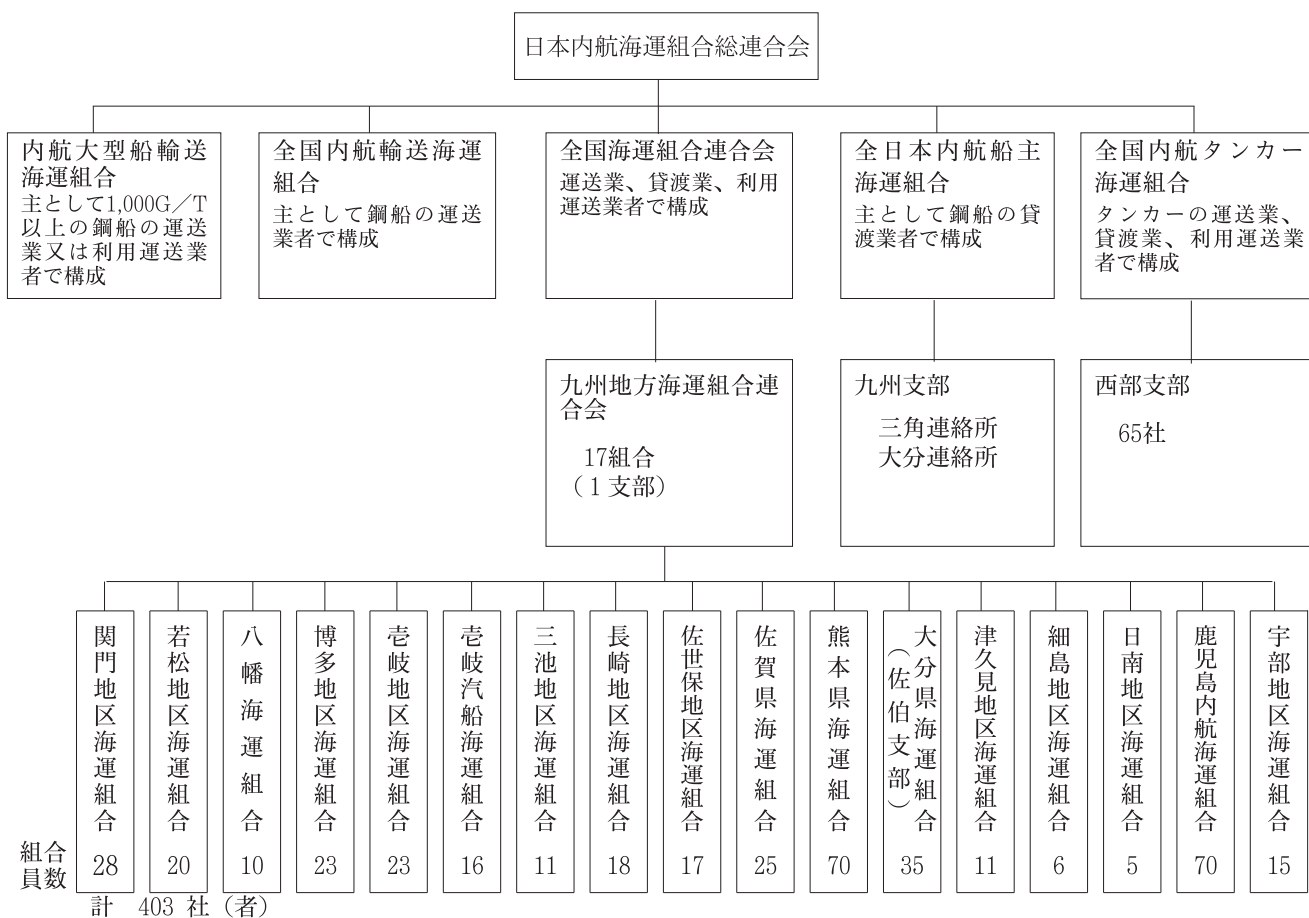 日本内航海運組合総連合会
内航大型船輸送
海運組合
主として1,000G／T
以上の鋼船の運送
業又は利用運送業
者で構成
全国内航輸送海運
組合
主として鋼船の運送
業者で構成
全国海運組合連合会
運送業、貸渡業、利用
運送業者で構成
全日本内航船主
海運組合
主として鋼船の貸
渡業者で構成
全国内航タンカー
海運組合
タンカーの運送業、
貸渡業、利用運送業
者で構成
九州地方海運組合連
合会
17組合
（１支部）
九州支部
三角連絡所
大分連絡所
西部支部
65社
関門地区海運組合
若松地区海運組合
八幡海運組合
博多地区海運組合
壱岐地区海運組合
壱岐汽船海運組合
三池地区海運組合
長崎地区海運組合
佐世保地区海運組合
佐賀県海運組合
熊本県海運組合
大分県海運組合
（佐伯支部）
津久見地区海運組合
細島地区海運組合
日南地区海運組合
鹿児島内航海運組合
宇部地区海運組合
組合
員数
28
20
10
23
23
16
11
18
17
25
70
35
11
6
5
70
15
計　403 社（者）